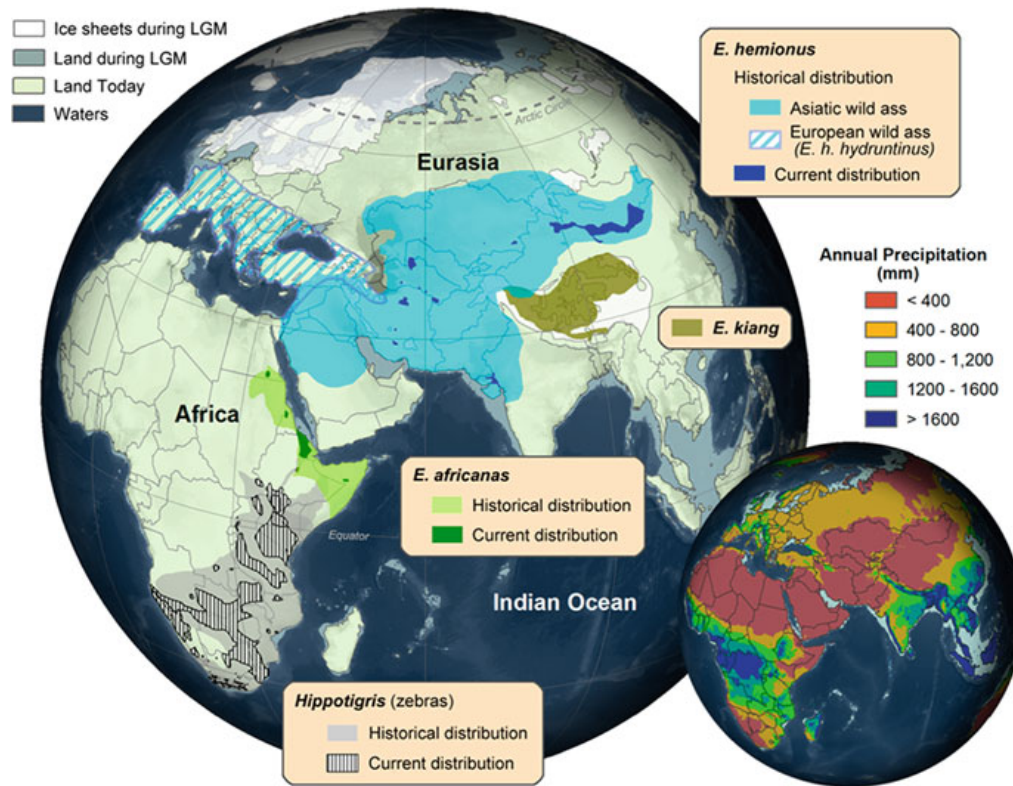 Ice sheets during LGM
Land during LGM
Land Today
Waters
E. hemionus
Historical distribution
Asiatic wild ass
European wild ass
(E. h. hydruntinus)
Current distribution
Arctic Circle
Eurasia
Annual Precipitation
(mm)
< 400
400 - 800
800 - 1,200
1200 - 1600
> 1600
E. kiang
Africa
E. africanas
Historical distribution
Current distribution
Equator
Indian Ocean
Hippotigris (zebras)
Historical distribution
Current distribution